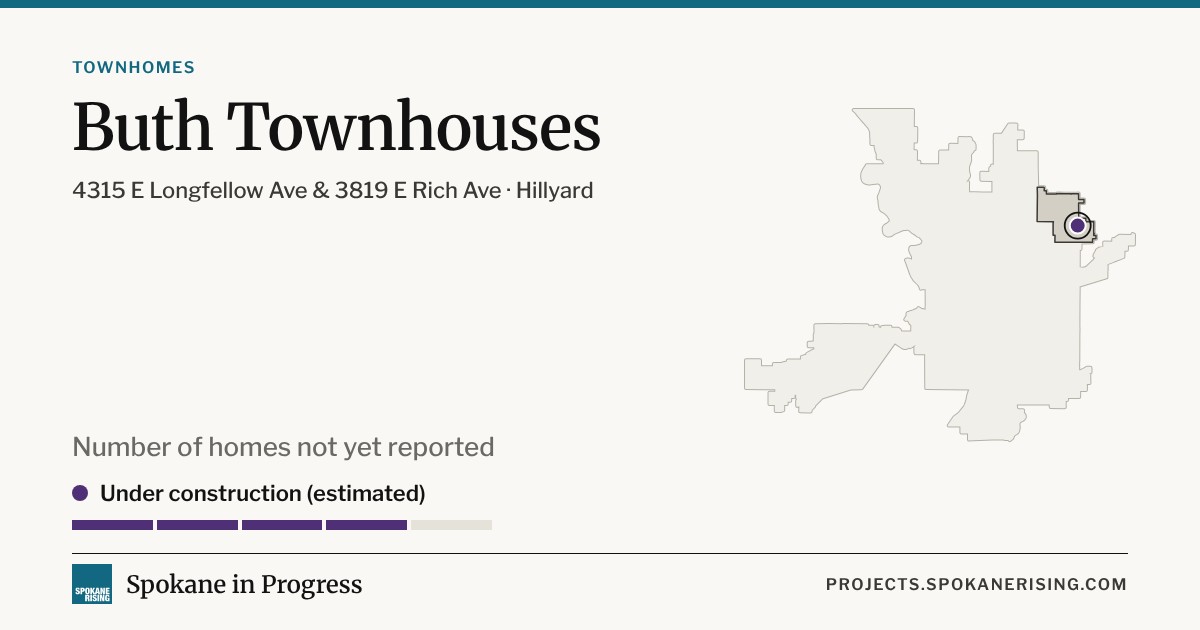 TOWNHOMES
Buth Townhouses
4315 E Longfellow Ave & 3819 E Rich Ave · Hillyard
Number of homes not yet reported
Under construction (estimated)
SPOKANE
RISING
Spokane in Progress
PROJECTS.SPOKANERISING.COM